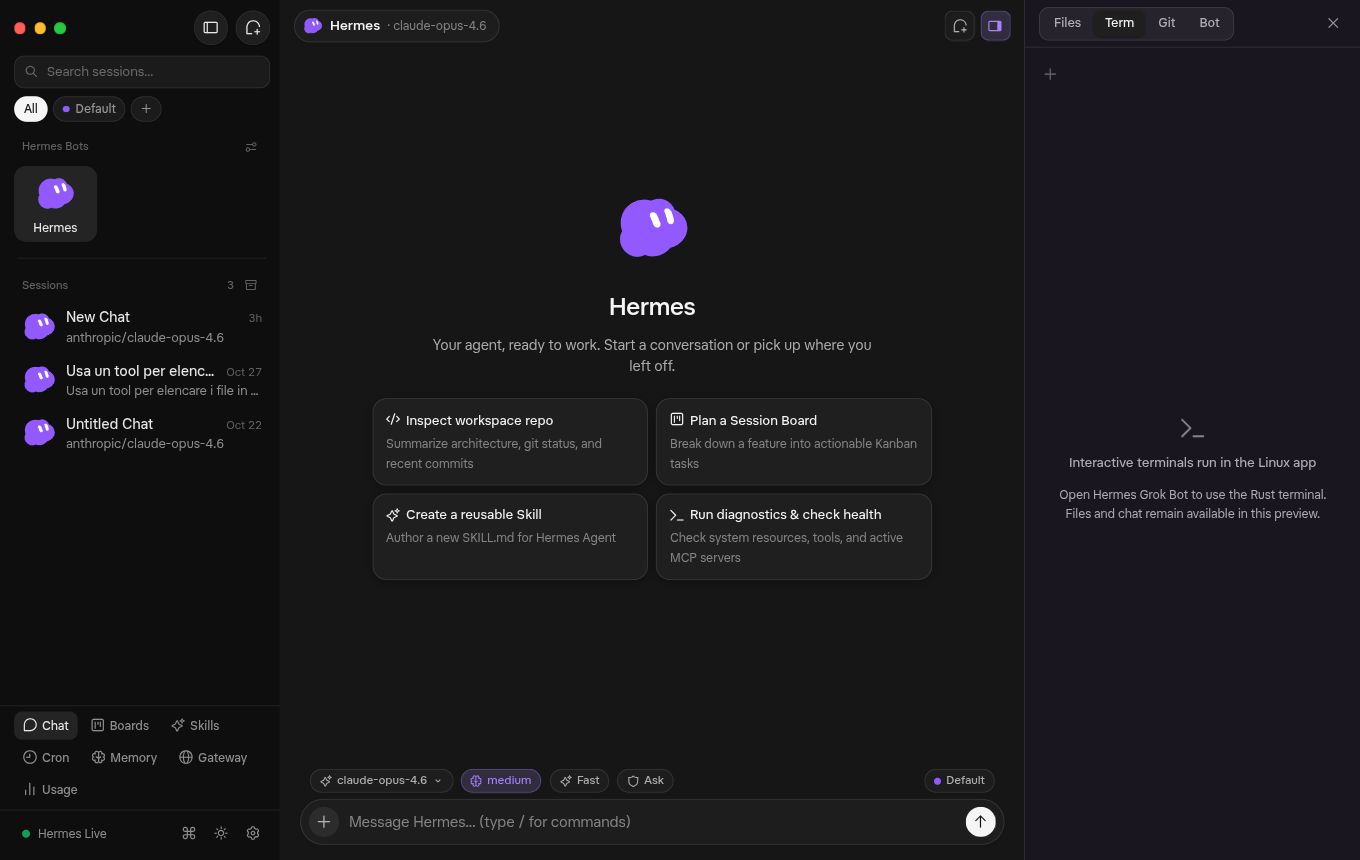 Search sessions...
All
Default
Hermes Bots
Hermes
Sessions
3
New Chat
3h
anthropic/claude-opus-4.6
Usa un tool per elenc...
Oct 27
Usa un tool per elencare i file in ...
Untitled Chat
Oct 22
anthropic/claude-opus-4.6
Chat
Boards
Skills
Cron
Memory
Gateway
Usage
Hermes Live
Hermes · claude-opus-4.6
Hermes
Your agent, ready to work. Start a conversation or pick up where you
left off.
Inspect workspace repo
Summarize architecture, git status, and
recent commits
Plan a Session Board
Break down a feature into actionable Kanban
tasks
Create a reusable Skill
Author a new SKILL.md for Hermes Agent
Run diagnostics & check health
Check system resources, tools, and active
MCP servers
claude-opus-4.6
medium
Fast
Ask
Default
Message Hermes... (type / for commands)
Files
Term
Git
Bot
Interactive terminals run in the Linux app
Open Hermes Grok Bot to use the Rust terminal.
Files and chat remain available in this preview.